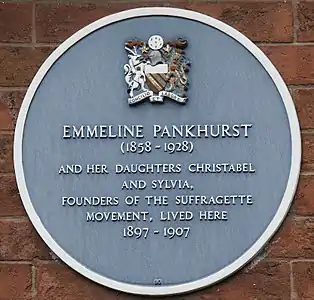 EMMELINE PANKHURST
(1858 - 1928)
AND HER DAUGHTERS CHRISTABEL
AND SYLVIA,
FOUNDERS OF THE SUFFRAGETTE
MOVEMENT, LIVED HERE
1897 - 1907